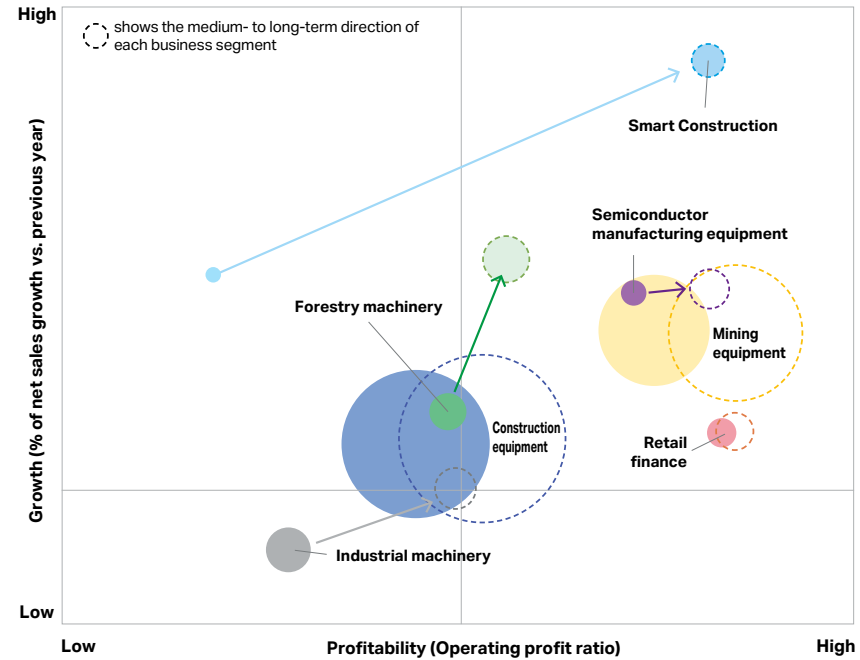 High
shows the medium- to long-term direction of
each business segment
Smart Construction
Semiconductor
manufacturing equipment
Forestry machinery
Mining
equipment
Construction
equipment
Retail
finance
Industrial machinery
Growth (% of net sales growth vs. previous year)
Low
Low
Profitability (Operating profit ratio)
High